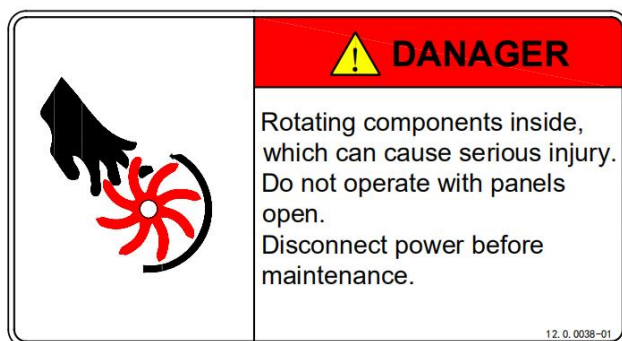 DANAGER
Rotating components inside,
which can cause serious injury.
Do not operate with panels
open.
Disconnect power before
maintenance.
12.0.0038-01